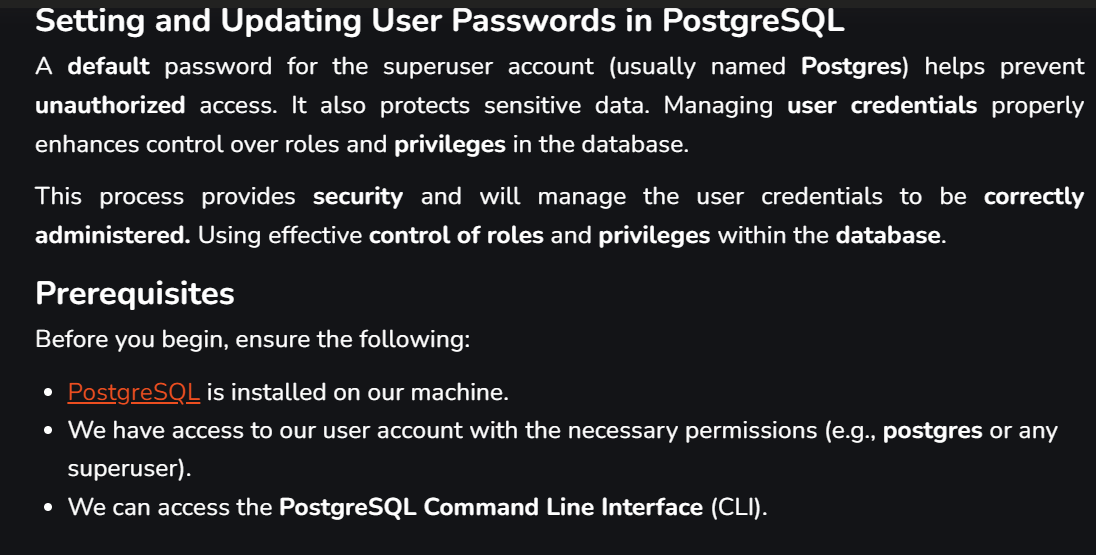 Setting and Updating User Passwords in PostgreSQL
A default password for the superuser account (usually named Postgres) helps prevent
unauthorized access. It also protects sensitive data. Managing user credentials properly
enhances control over roles and privileges in the database.
This process provides security and will manage the user credentials to be correctly
administered. Using effective control of roles and privileges within the database.
Prerequisites
Before you begin, ensure the following:
• PostgreSQL is installed on our machine.
• We have access to our user account with the necessary permissions (e.g., postgres or any
superuser).
• We can access the PostgreSQL Command Line Interface (CLI).